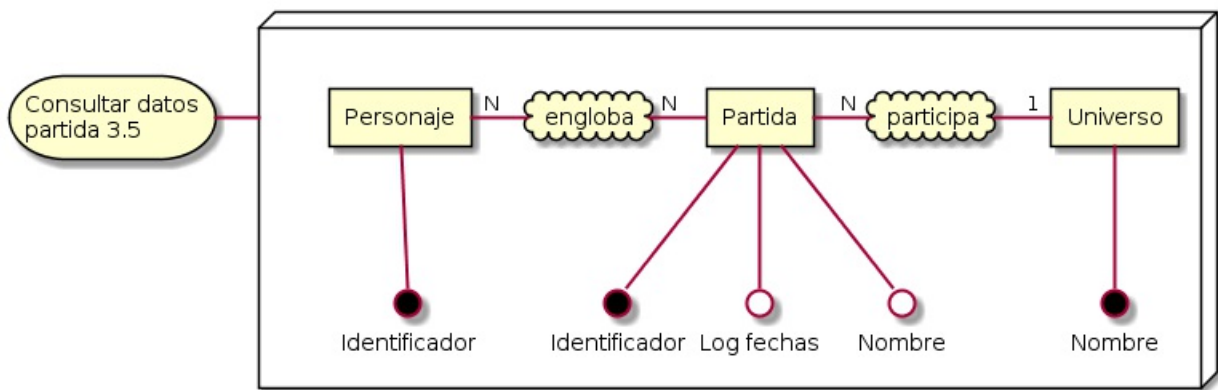 Consultar datos
partida 3.5
Personaje
N
engloba
N
Partida
N
participa
1
Universo
Identificador
Identificador
Log fechas
Nombre
Nombre